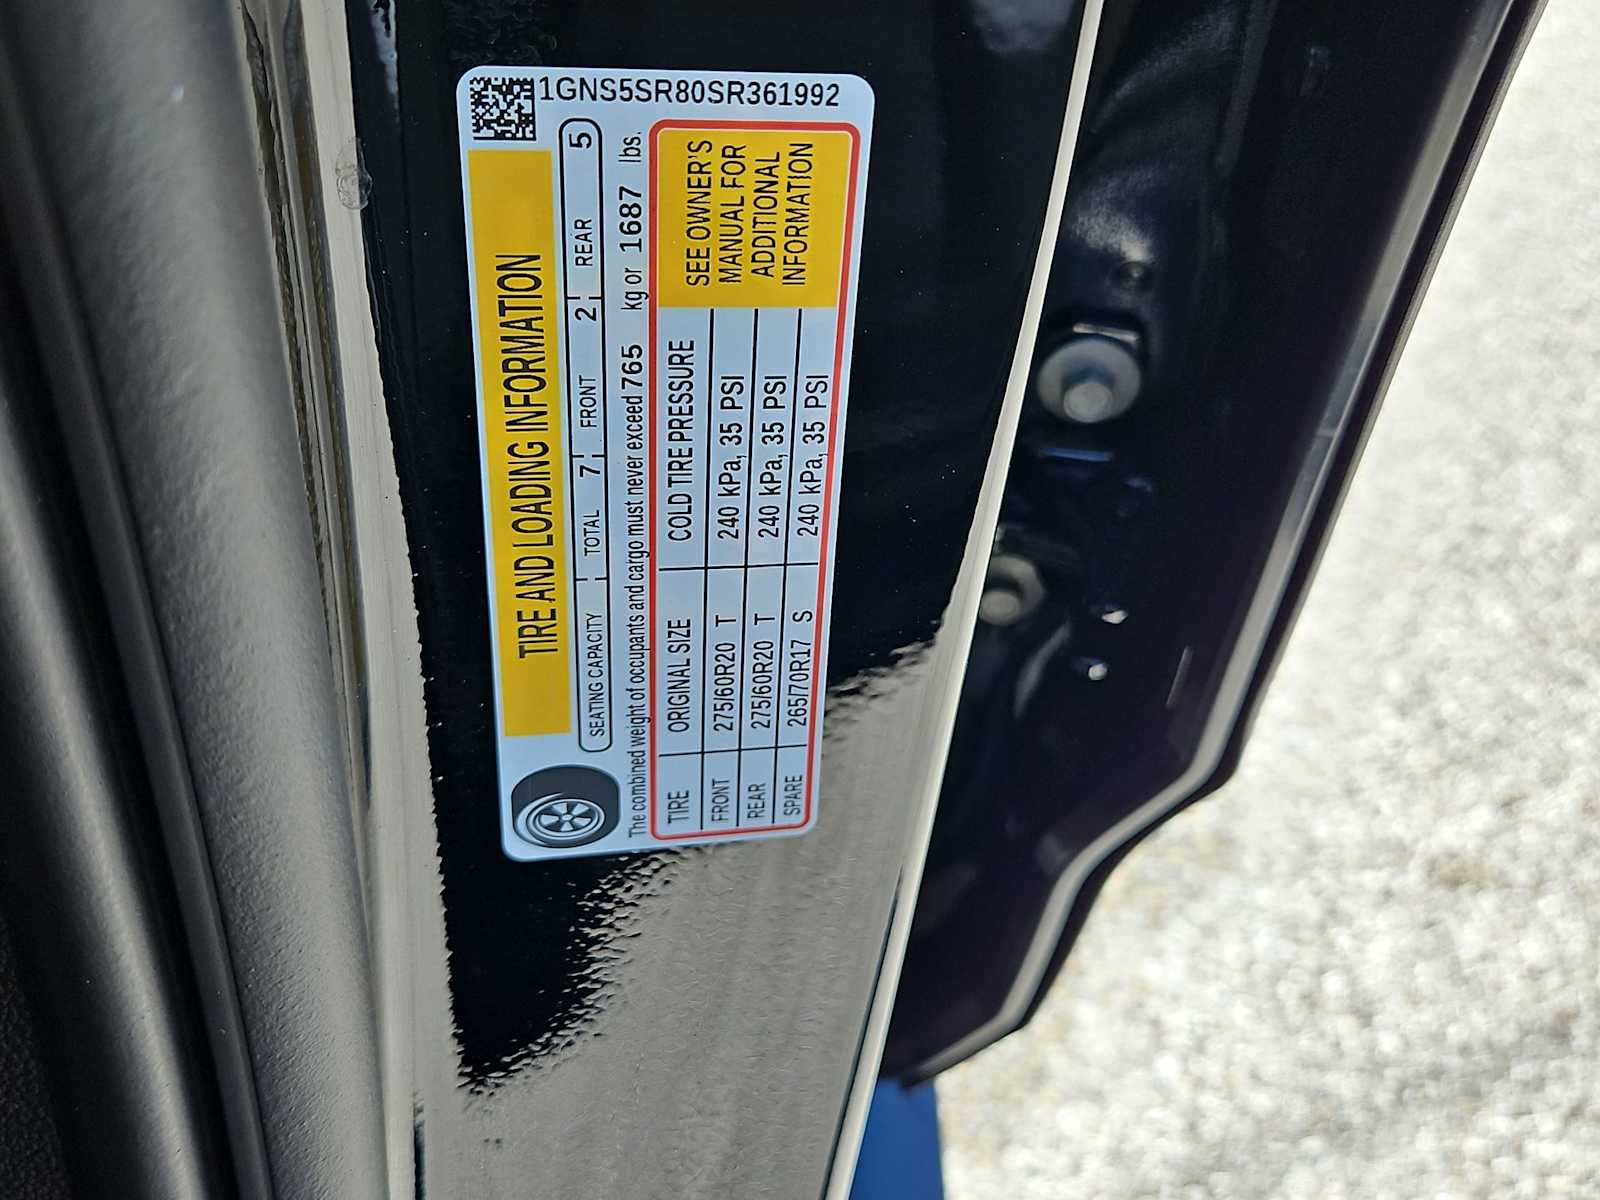 1GNS5SR80SR361992
TIRE AND LOADING INFORMATION
SEATING CAPACITY TOTAL 7 FRONT 2 REAR 5
The combined weight of occupants and cargo must never exceed 765 kg or 1687 lbs.
TIRE ORIGINAL SIZE COLD TIRE PRESSURE
FRONT 275/60R20 T 240 kPa, 35 PSI
REAR 275/60R20 T 240 kPa, 35 PSI
SPARE 265/70R17 S 240 kPa, 35 PSI
SEE OWNER'S
MANUAL FOR
ADDITIONAL
INFORMATION